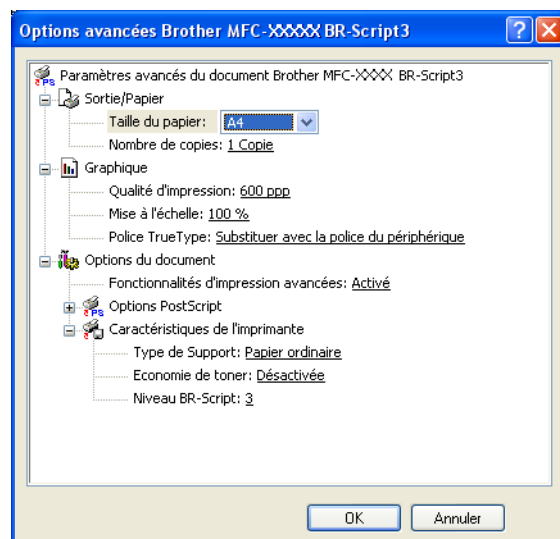 Options avancées Brother MFC-XXXXX BR-Script3
Paramètres avancés du document Brother MFC-XXXX BR-Script3
Sortie/Papier
Taille du papier: A4
Nombre de copies: 1 Copie
Graphique
Qualité d'impression: 600 ppp
Mise à l'échelle: 100 %
Police TrueType: Substituer avec la police du périphérique
Options du document
Fonctionnalités d'impression avancées: Activé
Options PostScript
Caractéristiques de l'imprimante
Type de Support: Papier ordinaire
Economie de toner: Désactivée
Niveau BR-Script: 3
OK Annuler